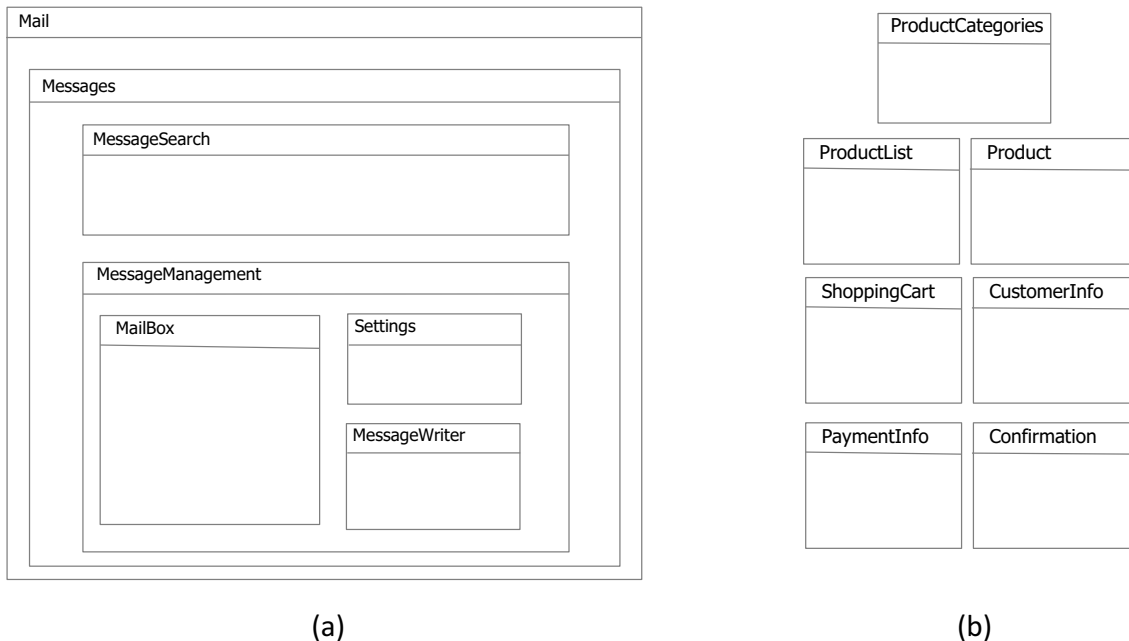 Mail
Messages
MessageSearch
MessageManagement
MailBox
Settings
MessageWriter
(a)
ProductCategories
ProductList
Product
ShoppingCart
CustomerInfo
PaymentInfo
Confirmation
(b)